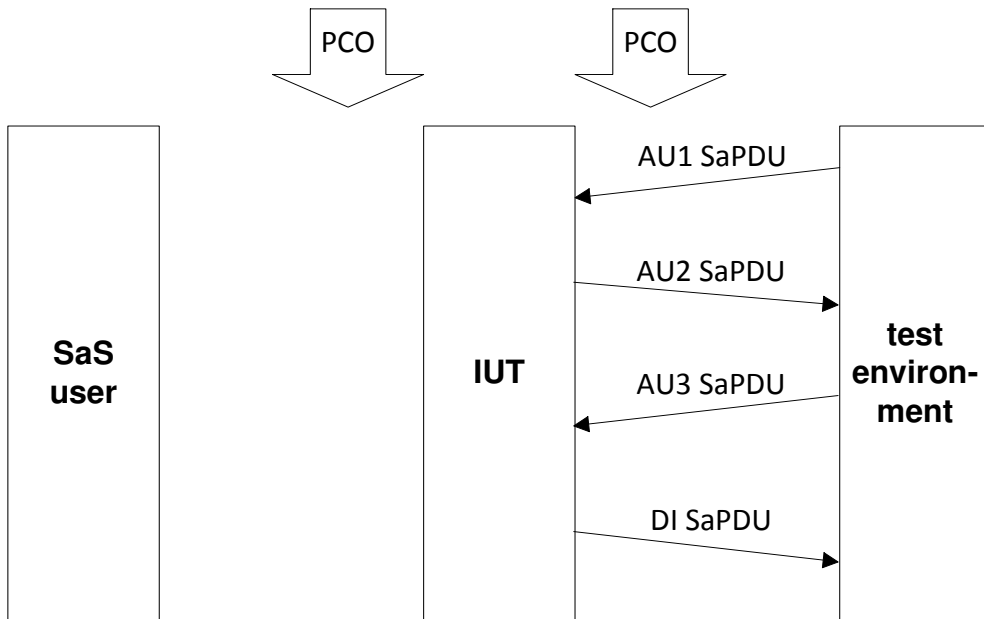 PCO
PCO
AU1 SaPDU
AU2 SaPDU
SaS
user
IUT
test
environ-
ment
AU3 SaPDU
DI SaPDU